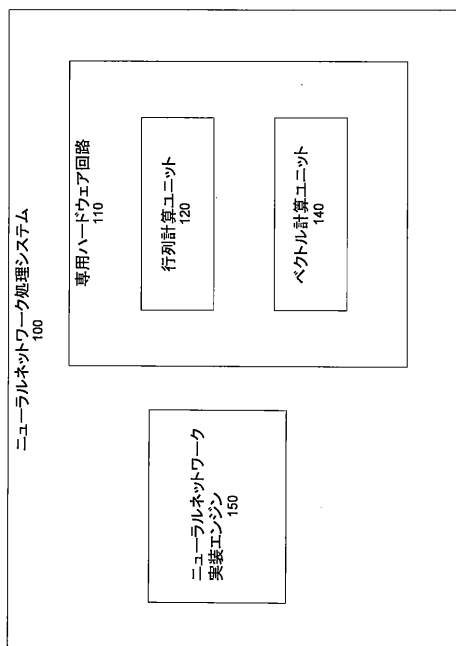 ニューラルネットワーク処理システム
100
ニューラルネットワーク
実装エンジン
150
専用ハードウェア回路
110
行列計算ユニット
120
ベクトル計算ユニット
140